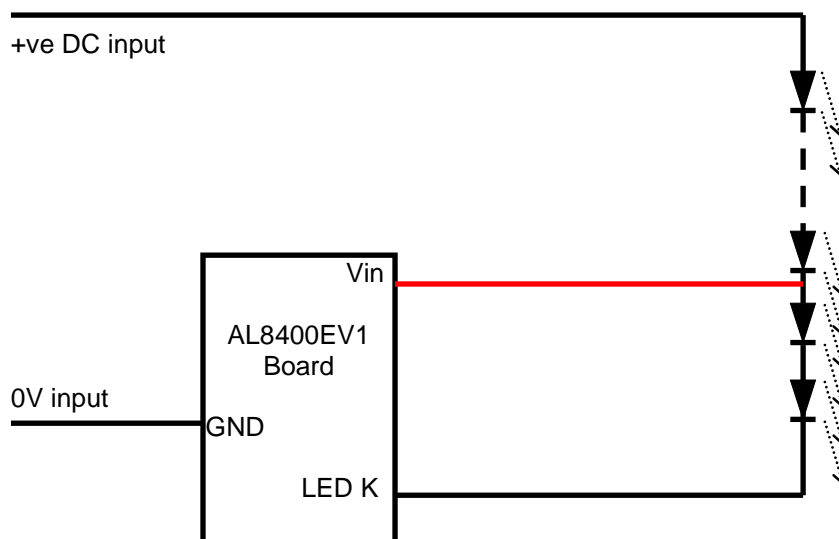 +ve DC input
Vin
AL8400EV1
Board
0V input
GND
LED K